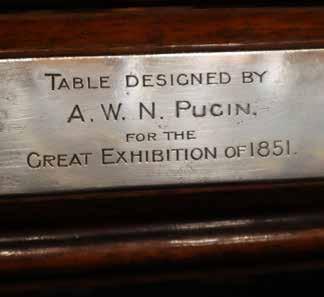 TABLE DESIGNED BY
A. W. N. PUGIN,
FOR THE
GREAT EXHIBITION OF 1851.